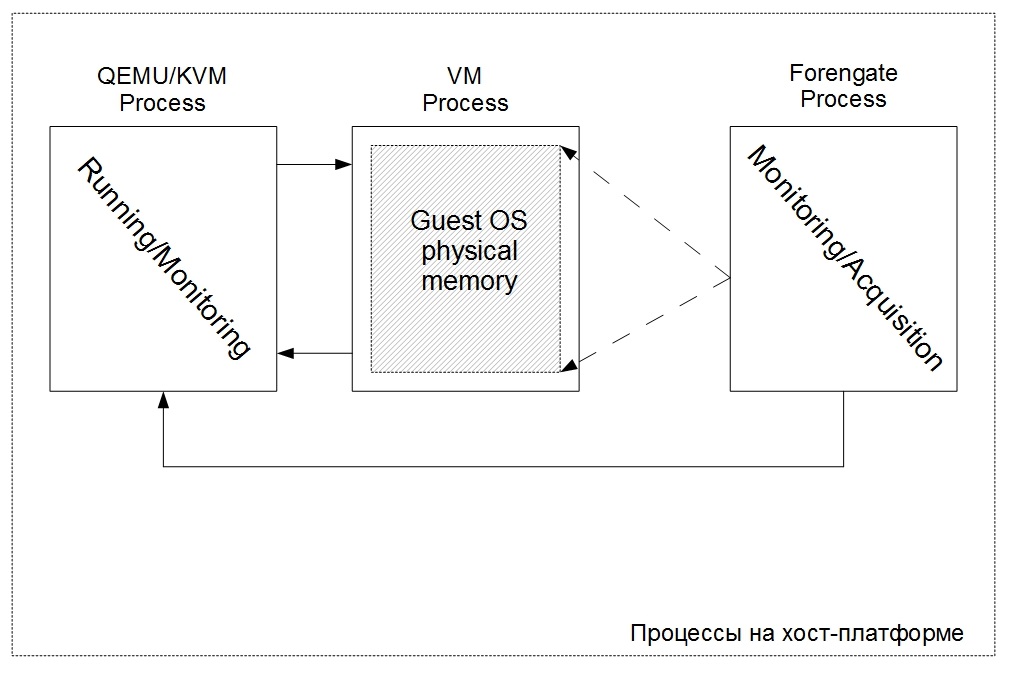 QEMU/KVM
Process
VM
Process
Forengate
Process
Running/Monitoring
Guest OS
physical
memory
Monitoring/Acquisition
Процессы на хост-платформе